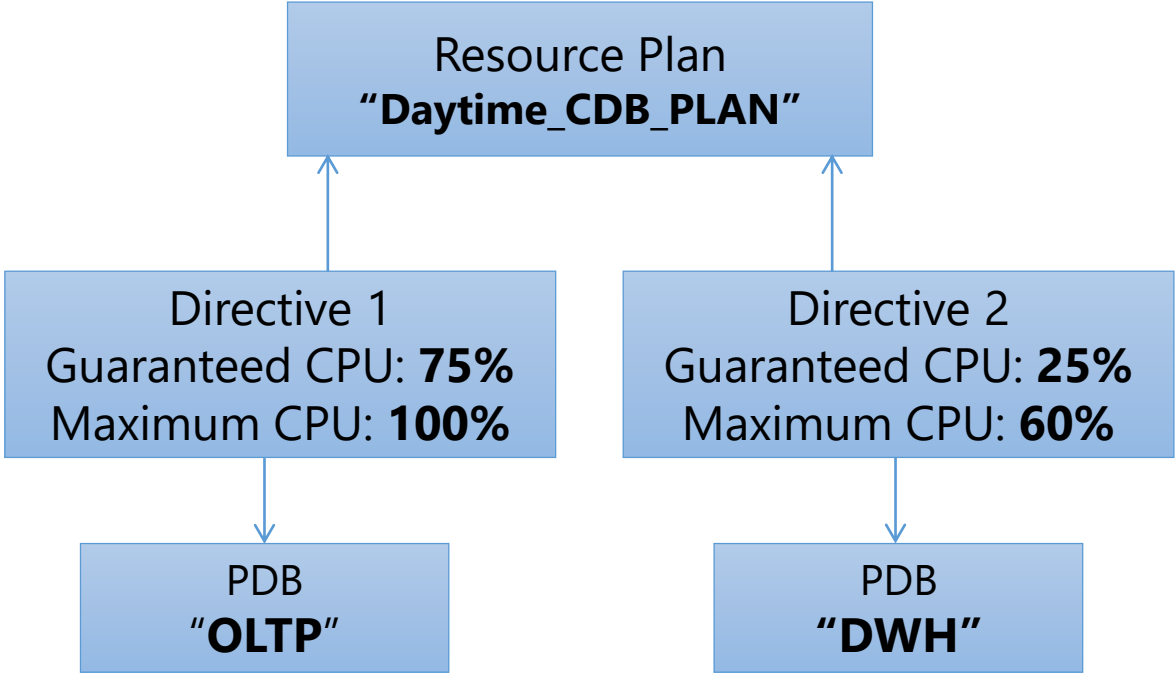 Resource Plan
“Daytime_CDB_PLAN”
Directive 1
Guaranteed CPU: 75%
Maximum CPU: 100%
Directive 2
Guaranteed CPU: 25%
Maximum CPU: 60%
PDB
“OLTP”
PDB
“DWH”